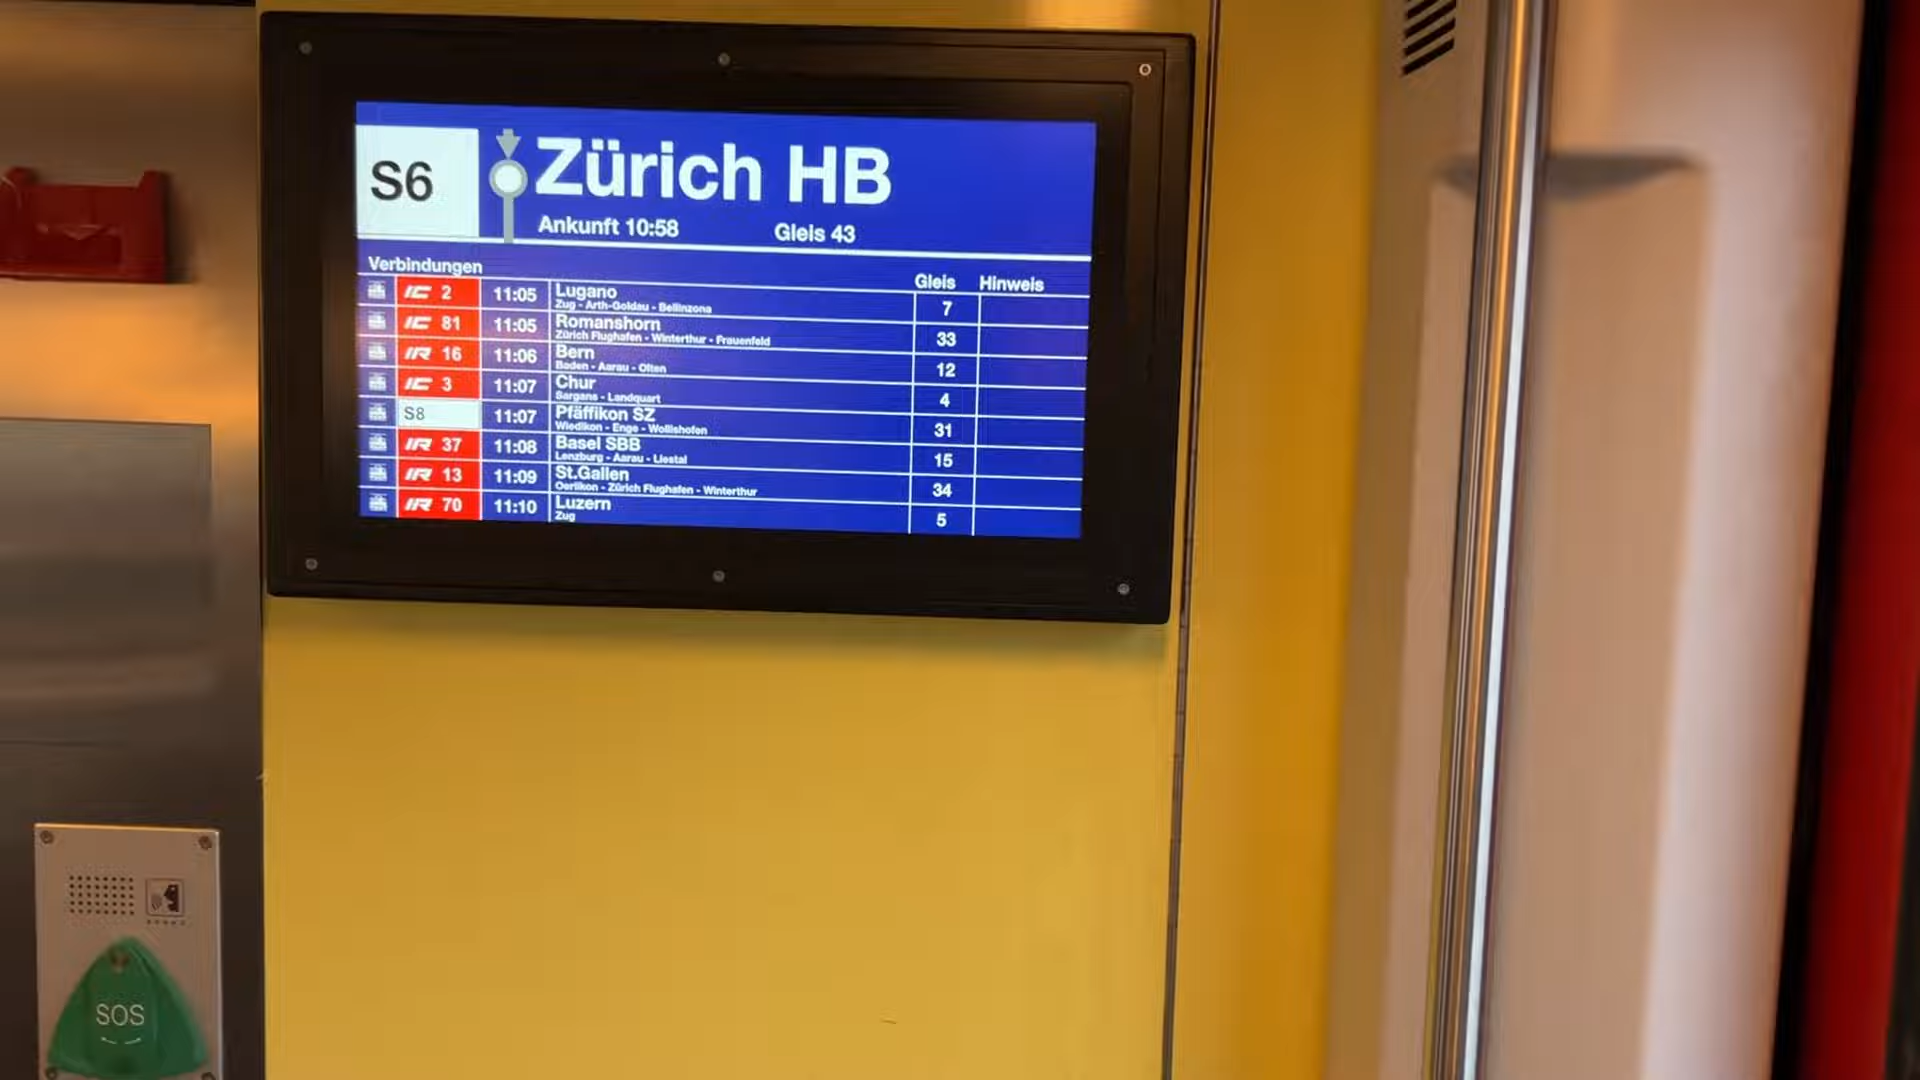 S6 Zürich HB
Ankunft 10:58 Gleis 43
Verbindungen Gleis Hinweis
IC 2 11:05 Lugano 7
Zug - Arth-Goldau - Bellinzona
IC 81 11:05 Romanshorn 33
Zürich Flughafen - Winterthur - Frauenfeld
IR 16 11:06 Bern 12
Baden - Aarau - Olten
IC 3 11:07 Chur 4
Sargans - Landquart
S8 11:07 Pfäffikon SZ 31
Wiedikon - Enge - Wollishofen
IR 37 11:08 Basel SBB 15
Lenzburg - Aarau - Liestal
IR 13 11:09 St.Gallen 34
Oerlikon - Zürich Flughafen - Winterthur
IR 70 11:10 Luzern 5
Zug
SOS